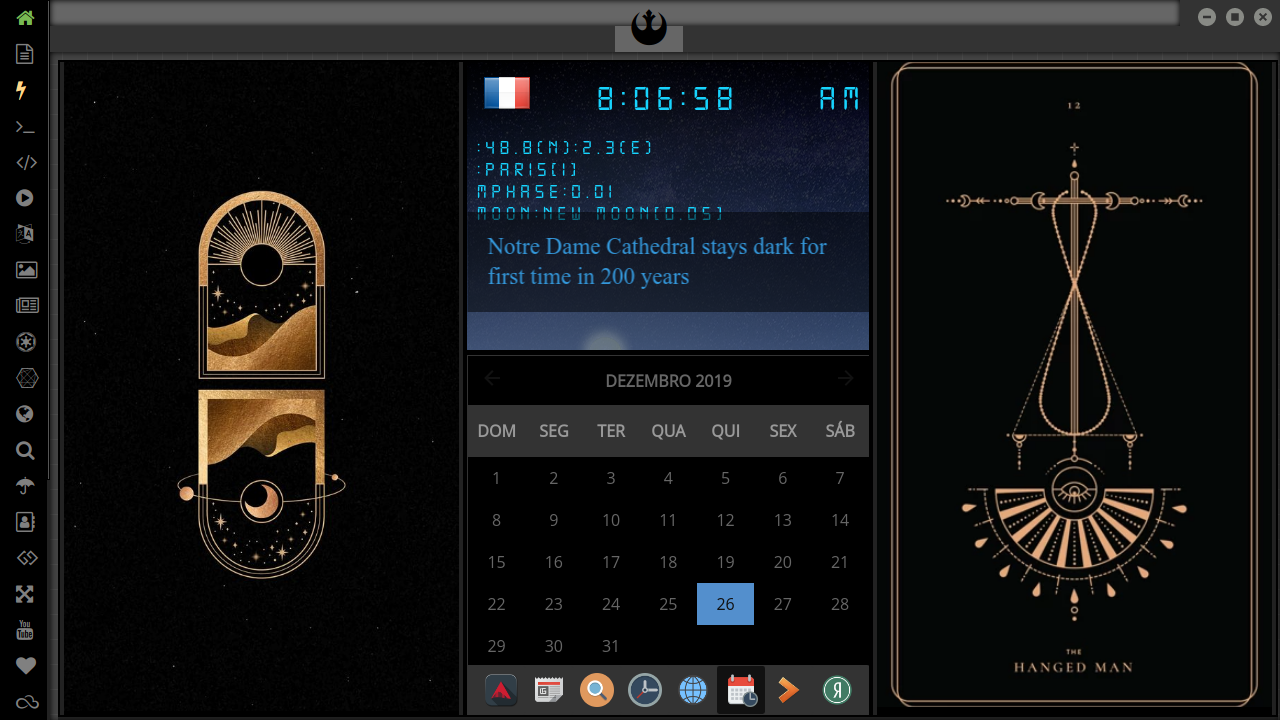 8:06:58 AM
:48.8(N):2.3(E)
:PARIS(1)
MPHASE:0.01
MOON:NEW MOON(0.05)
Notre Dame Cathedral stays dark for
first time in 200 years
DEZEMBRO 2019
DOM SEG TER QUA QUI SEX SÁB
1 2 3 4 5 6 7
8 9 10 11 12 13 14
15 16 17 18 19 20 21
22 23 24 25 26 27 28
29 30 31
Я
12
THE
HANGED MAN
You
Tube